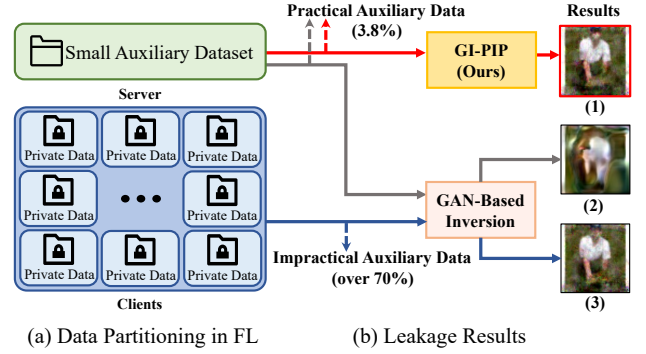 Practical Auxiliary Data
(3.8%)
Results
Small Auxiliary Dataset
GI-PIP
(Ours)
(1)
Server
Private Data Private Data Private Data
Private Data Private Data
Private Data Private Data Private Data
Clients
GAN-Based
Inversion
(2)
Impractical Auxiliary Data
(over 70%)
(3)
(a) Data Partitioning in FL
(b) Leakage Results